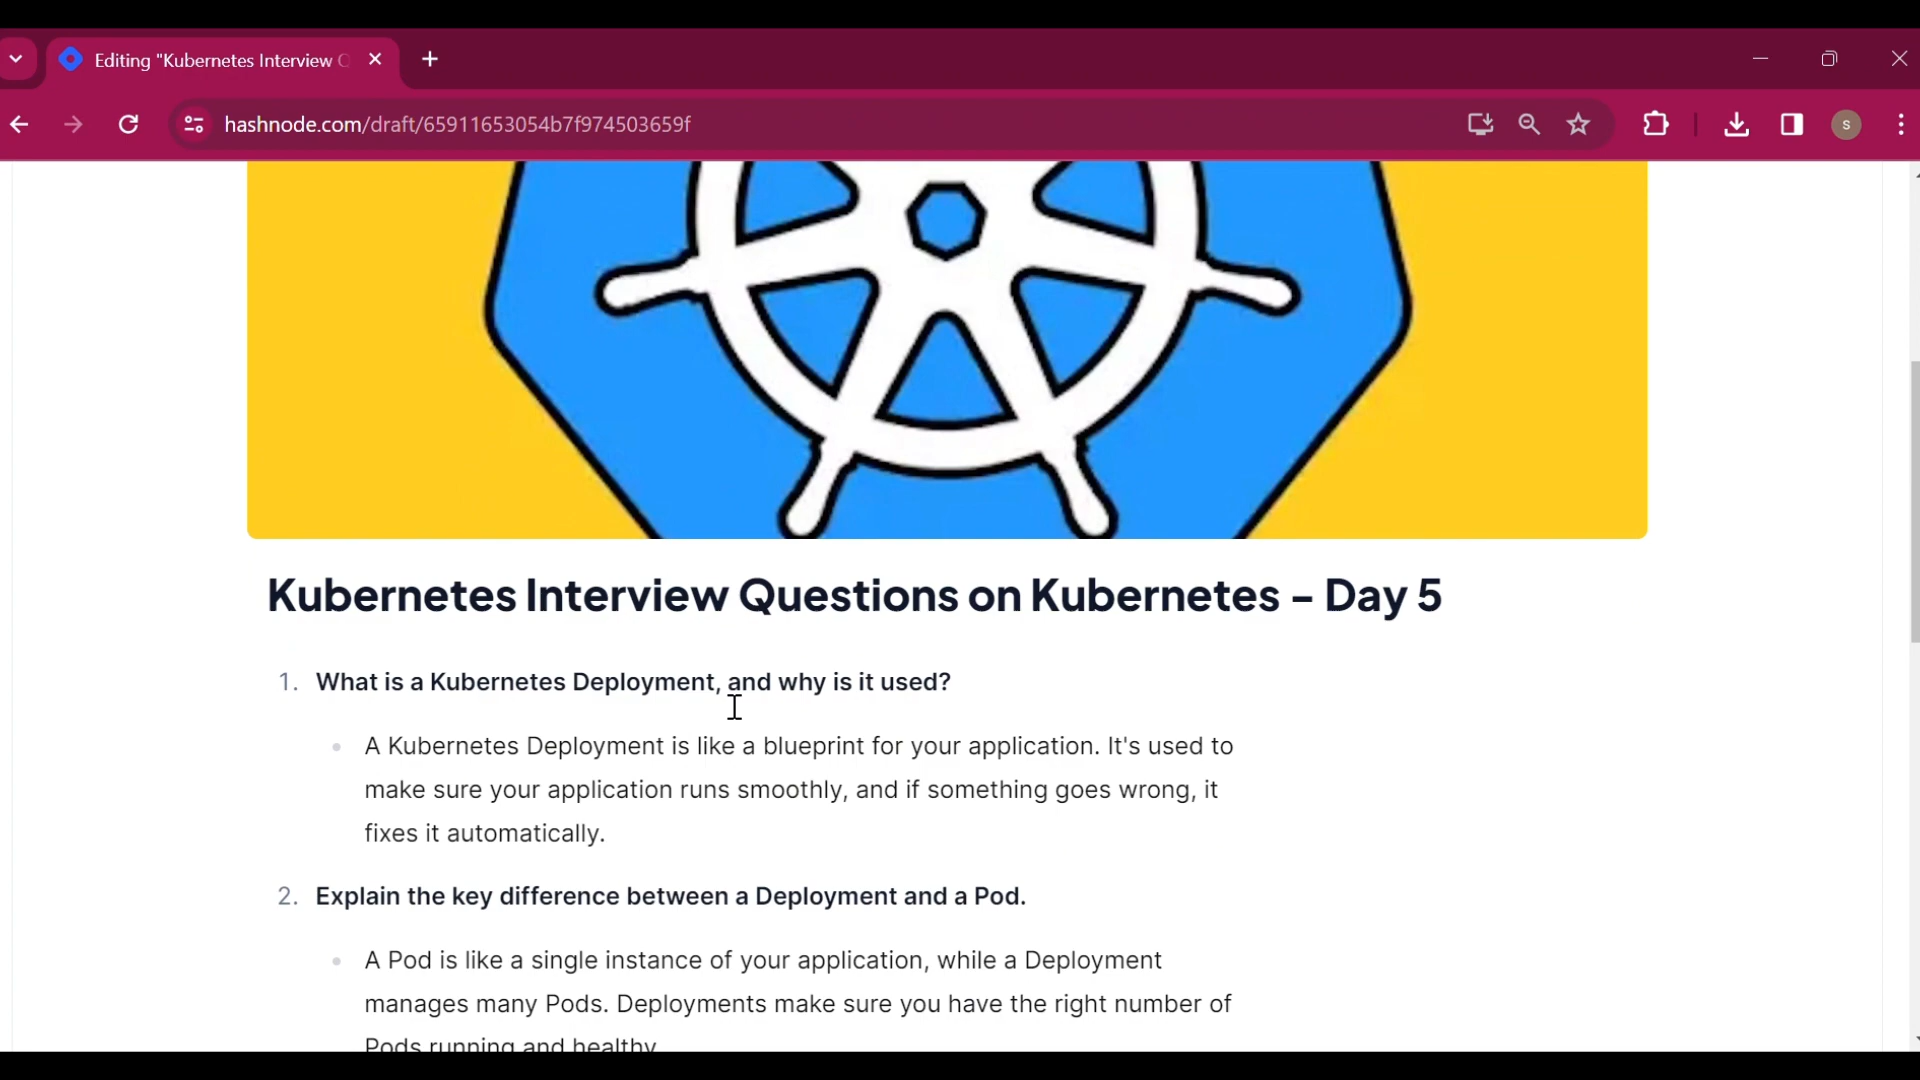 Editing "Kubernetes Interview Q
hashnode.com/draft/65911653054b7f974503659f
s
Kubernetes Interview Questions on Kubernetes – Day 5
1. What is a Kubernetes Deployment, and why is it used?
• A Kubernetes Deployment is like a blueprint for your application. It's used to
make sure your application runs smoothly, and if something goes wrong, it
fixes it automatically.
2. Explain the key difference between a Deployment and a Pod.
• A Pod is like a single instance of your application, while a Deployment
manages many Pods. Deployments make sure you have the right number of
Pods running and healthy